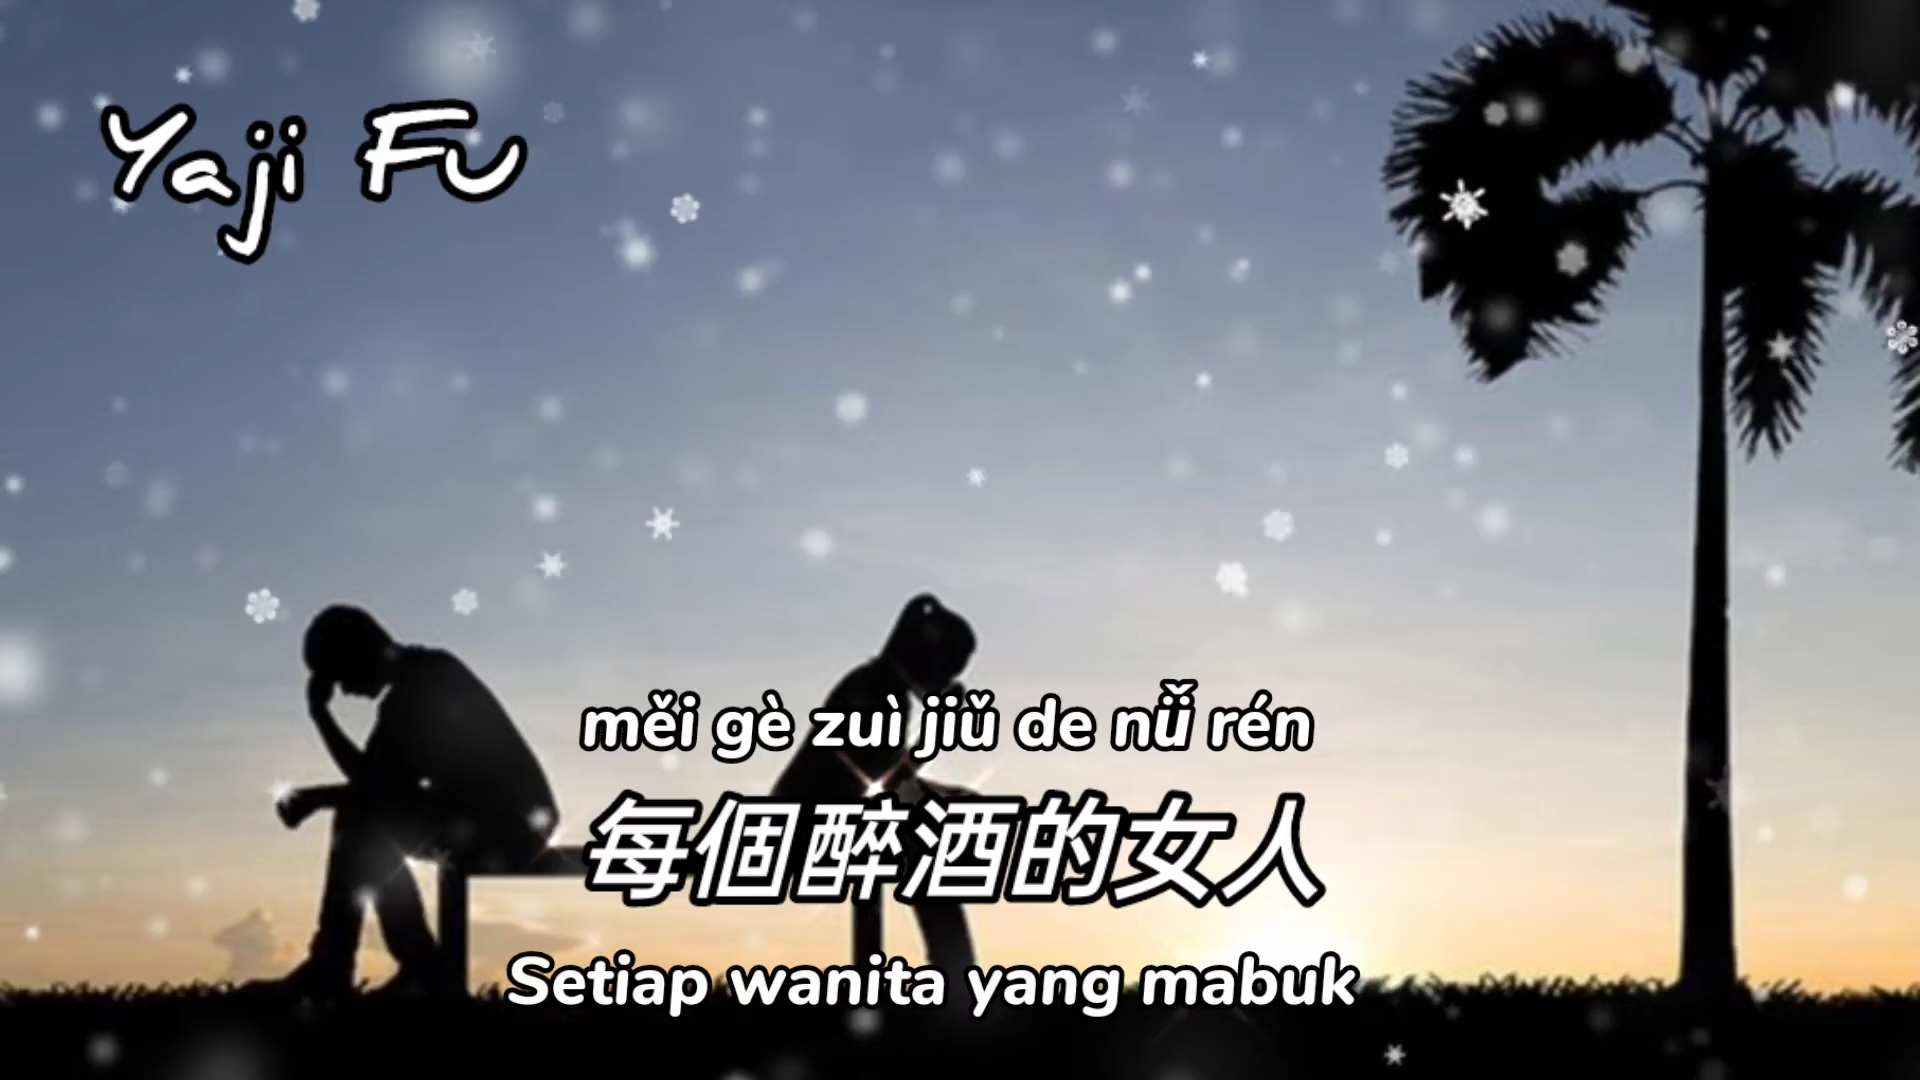 Yaji Fu
měi gè zuì jiǔ de nǚ rén
每個醉酒的女人
Setiap wanita yang mabuk